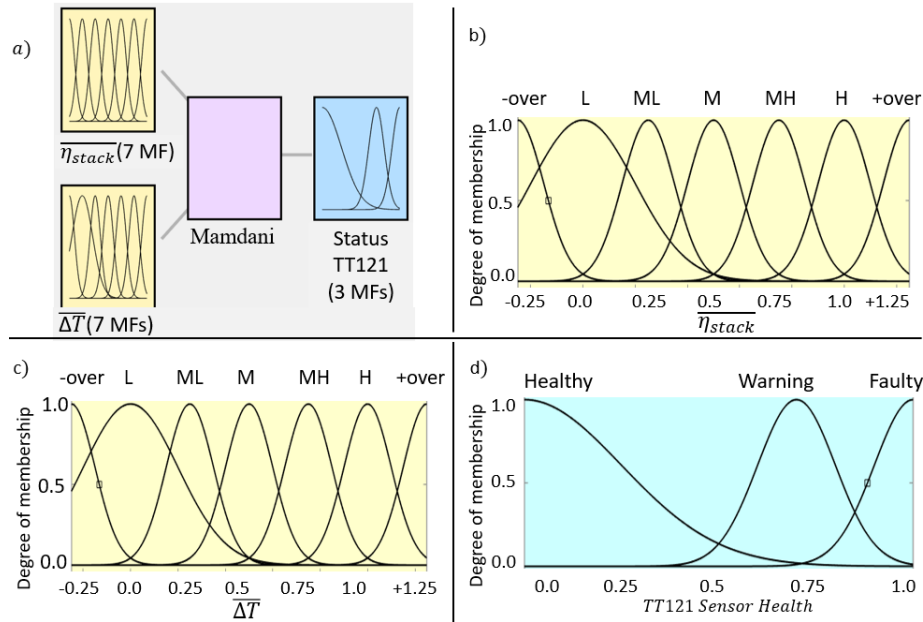 a)
η_stack(7 MF)
ΔT(7 MFs)
Mamdani
Status
TT121
(3 MFs)
b)
-over L ML M MH H +over
Degree of membership
1.0
0.5
0.0
-0.25 0.0 0.25 0.5 0.75 1.0 +1.25
η_stack
c)
-over L ML M MH H +over
Degree of membership
1.0
0.5
0.0
-0.25 0.0 0.25 0.5 0.75 1.0 +1.25
ΔT
d)
Healthy Warning Faulty
Degree of membership
1.0
0.5
0.0
0.0 0.25 0.5 0.75 1.0
TT121 Sensor Health